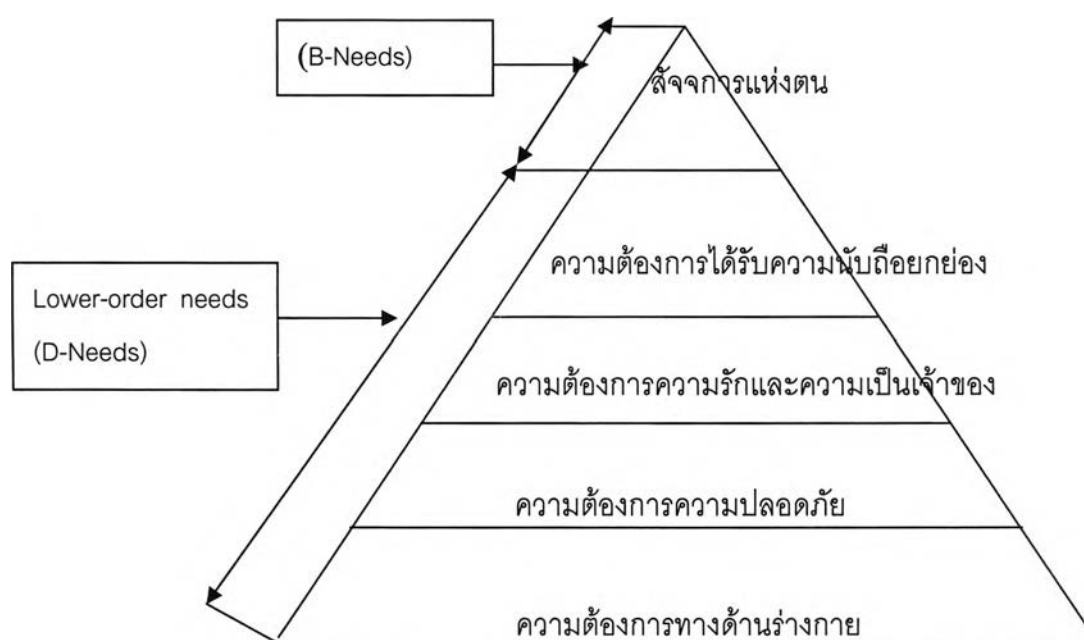 (B-Needs)
สัจจการแห่งตน
ความต้องการได้รับความนับถือยกย่อง
Lower-order needs
(D-Needs)
ความต้องการความรักและความเป็นเจ้าของ
ความต้องการความปลอดภัย
ความต้องการทางด้านร่างกาย